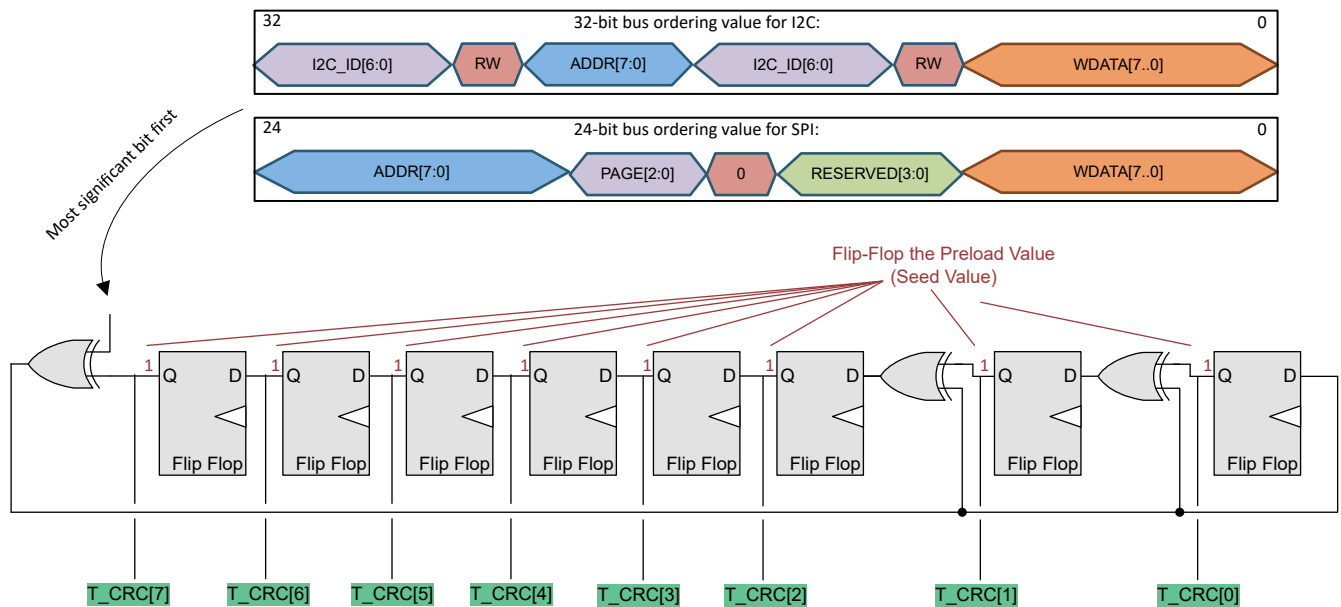 32 32-bit bus ordering value for I2C: 0
I2C_ID[6:0] RW ADDR[7:0] I2C_ID[6:0] RW WDATA[7..0]
24 24-bit bus ordering value for SPI: 0
ADDR[7:0] PAGE[2:0] 0 RESERVED[3:0] WDATA[7..0]
Most significant bit first
Flip-Flop the Preload Value
(Seed Value)
1 1 1 1 1 1 1 1
Q D Q D Q D Q D Q D Q D Q D Q D
Flip Flop Flip Flop Flip Flop Flip Flop Flip Flop Flip Flop Flip Flop Flip Flop
T_CRC[7] T_CRC[6] T_CRC[5] T_CRC[4] T_CRC[3] T_CRC[2] T_CRC[1] T_CRC[0]